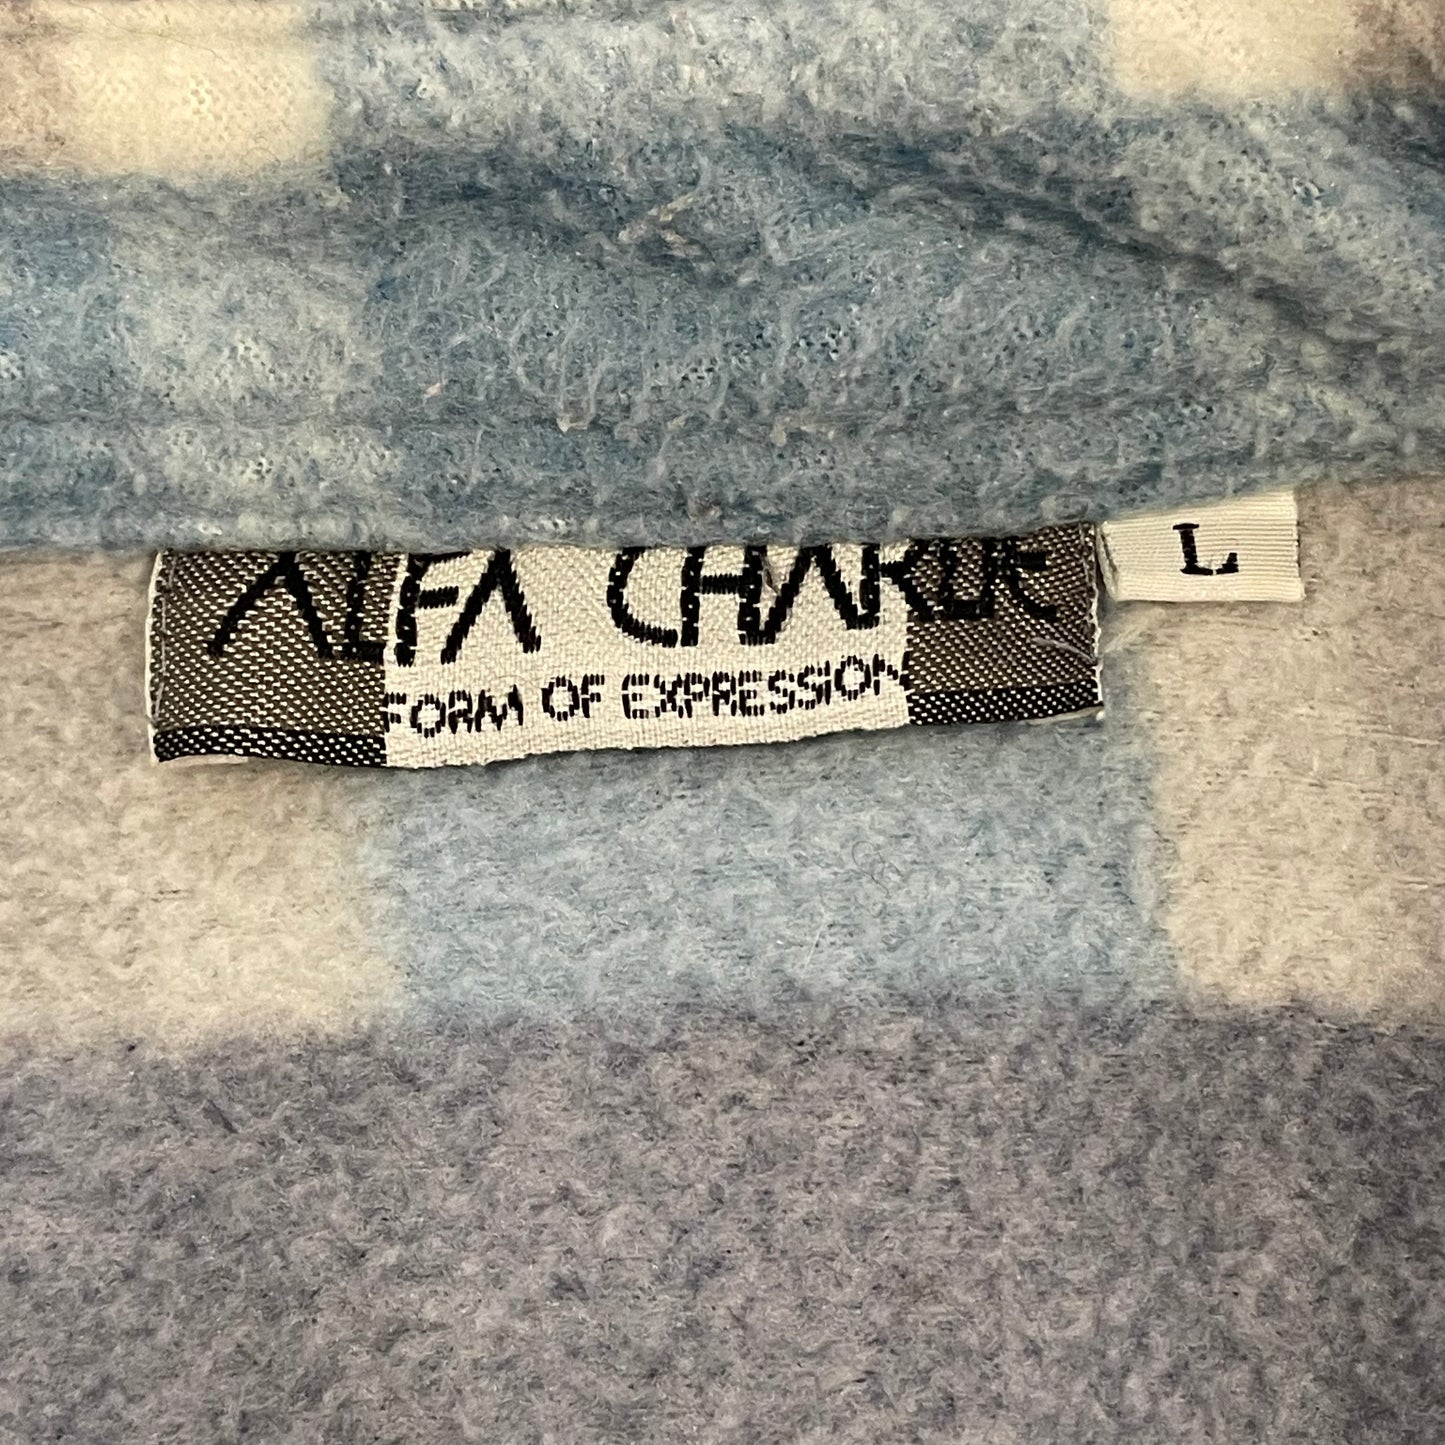 ALFA CHARLIE
FORM OF EXPRESSION
L